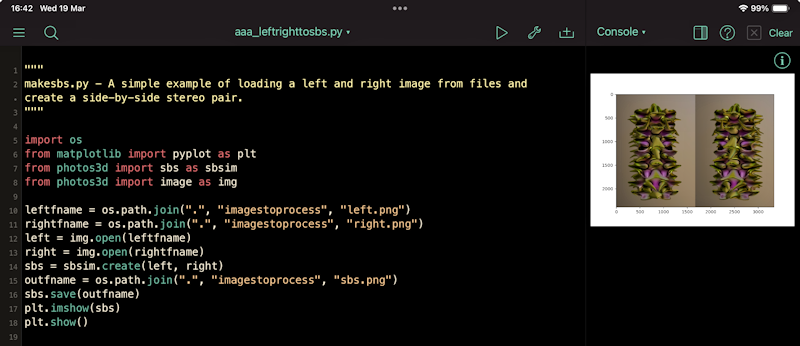 16:42 Wed 19 Mar
99%
aaa_leftrighttosbs.py
Console
Clear
1 """
2 makesbs.py – A simple example of loading a left and right image from files and
· create a side-by-side stereo pair.
3 """
4
5 import os
6 from matplotlib import pyplot as plt
7 from photos3d import sbs as sbsim
8 from photos3d import image as img
9
10 leftfname = os.path.join(".", "imagestoprocess", "left.png")
11 rightfname = os.path.join(".", "imagestoprocess", "right.png")
12 left = img.open(leftfname)
13 right = img.open(rightfname)
14 sbs = sbsim.create(left, right)
15 outfname = os.path.join(".", "imagestoprocess", "sbs.png")
16 sbs.save(outfname)
17 plt.imshow(sbs)
18 plt.show()
19
0
500
1000
1500
2000
0 500 1000 1500 2000 2500 3000